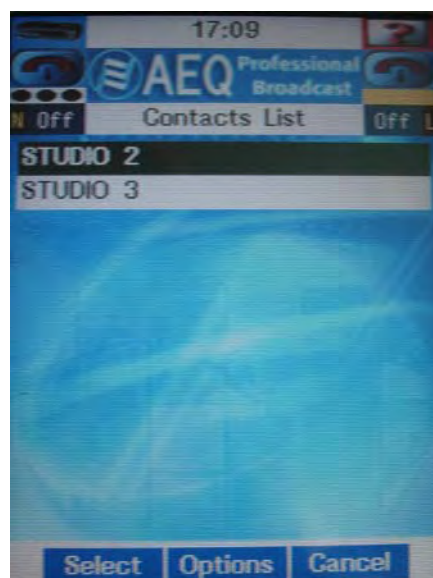 17:09
?
AEQ Professional
Broadcast
N Off Contacts List Off L
STUDIO 2
STUDIO 3
Select Options Cancel